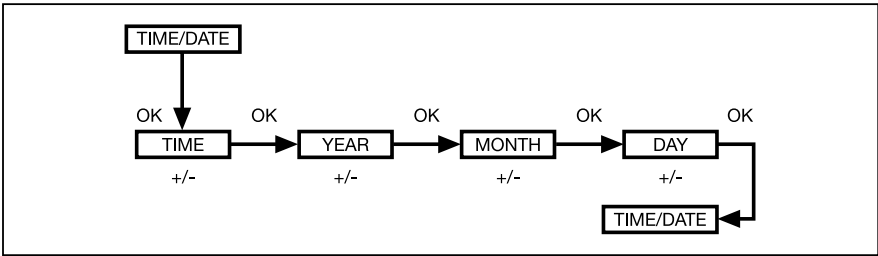 TIME/DATE
OK OK OK OK OK
TIME YEAR MONTH DAY
+/- +/- +/- +/-
TIME/DATE